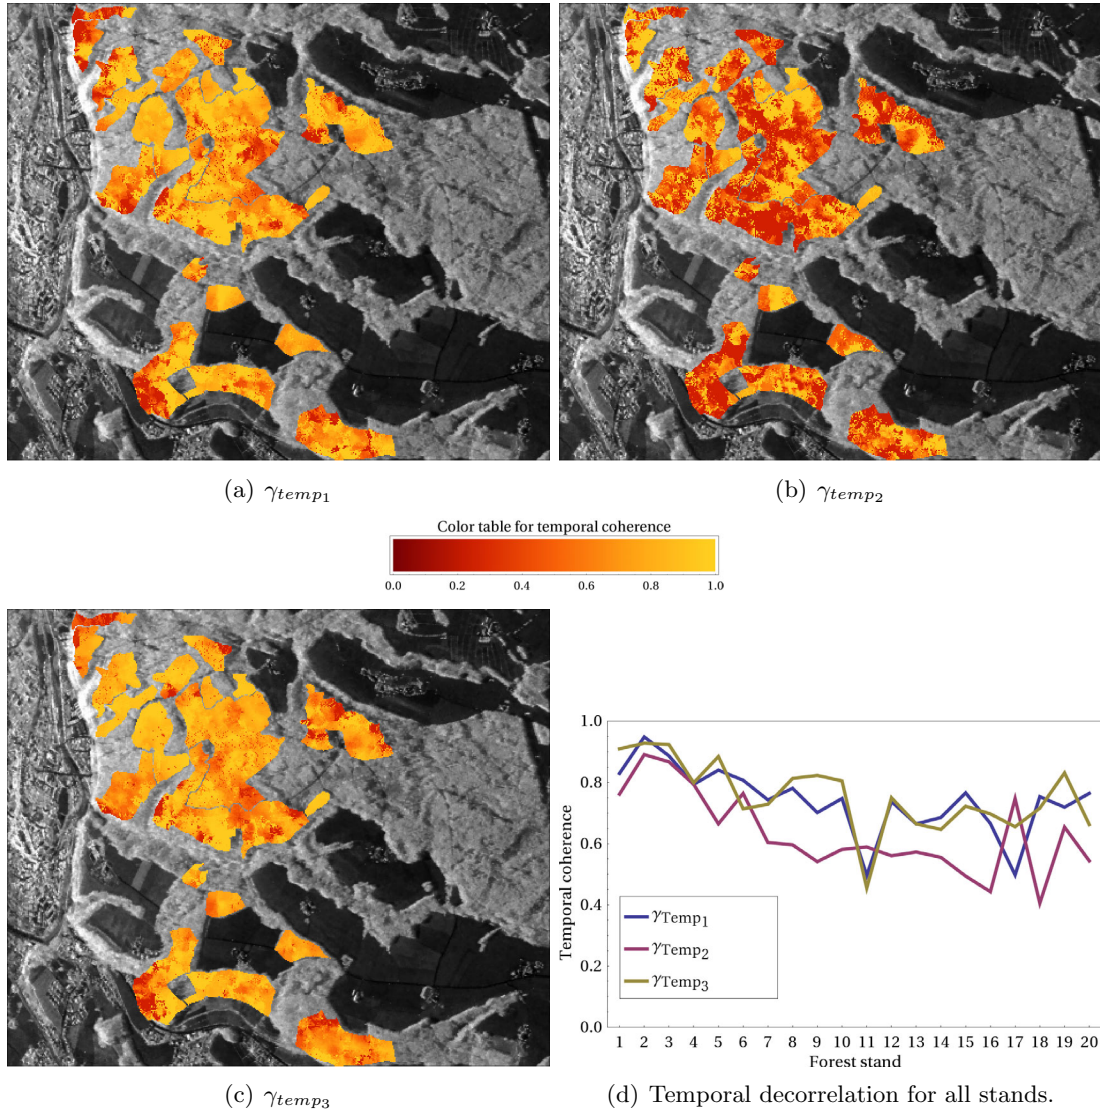 (a) γtemp1
(b) γtemp2
Color table for temporal coherence
0.0 0.2 0.4 0.6 0.8 1.0
(c) γtemp3
1.0
0.8
0.6
0.4
0.2
0.0
Temporal coherence
γTemp1
γTemp2
γTemp3
1 2 3 4 5 6 7 8 9 10 11 12 13 14 15 16 17 18 19 20
Forest stand
(d) Temporal decorrelation for all stands.